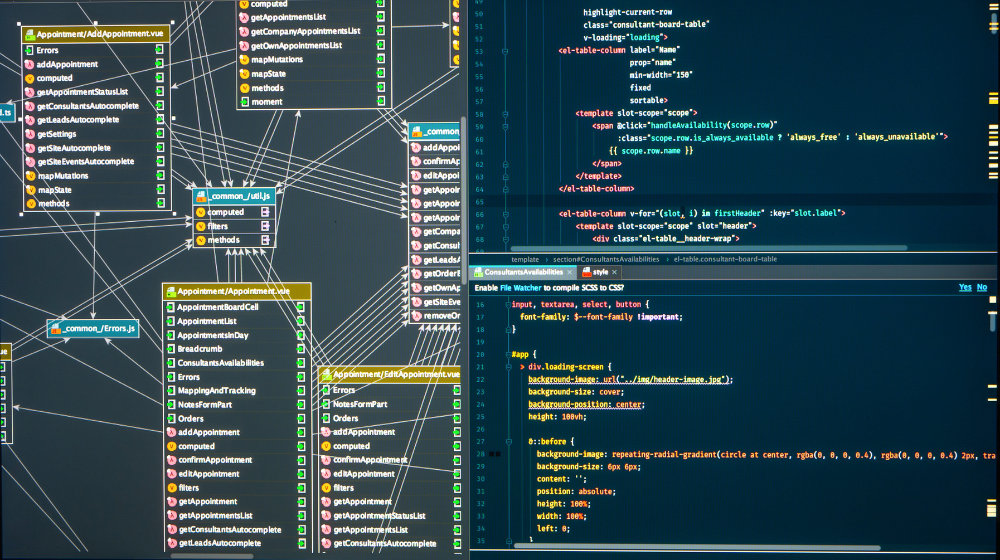 Appointment/AddAppointment.vue
Errors
addAppointment
computed
getAppointmentStatusList
getConsultantsAutocomplete
getLeadsAutocomplete
getSettings
getSiteAutocomplete
getSiteEventsAutocomplete
mapMutations
mapState
methods
d.ts
computed
getAppointmentsList
getCompanyAppointmentsList
getOwnAppointmentsList
mapMutations
mapState
methods
moment
_common_/util.js
computed
filters
methods
_common_/Errors.js
ue
_common_
addAppoi
confirmAp
editAppoi
getAppoin
getAppoin
getAppoin
getCompa
getConsul
getLeadsA
getOrderE
getOwnAp
getSiteEve
removeOr
Appointment/Appointment.vue
AppointmentBoardCell
AppointmentList
AppointmentsInDay
Breadcrumb
ConsultantsAvailabilities
Errors
MappingAndTracking
NotesFormPart
Orders
addAppointment
computed
confirmAppointment
editAppointment
filters
getAppointment
getAppointmentsList
getConsultantsAutocomplete
getLeadsAutocomplete
Appointment/EditAppointment.vue
Errors
NotesFormPart
Orders
addAppointment
computed
confirmAppointment
editAppointment
filters
getAppointment
getAppointmentStatusList
getAppointmentsList
getConsultantsAutocomplete
49
50 highlight-current-row
51 class="consultant-board-table"
52 v-loading="loading">
53 <el-table-column label="Name"
54 prop="name"
55 min-width="150"
56 fixed
57 sortable>
58 <template slot-scope="scope">
59 <span @click="handleAvailability(scope.row)"
60 :class="scope.row.is_always_available ? 'always_free' : 'always_unavailable'">
61 {{ scope.row.name }}
62 </span>
63 </template>
64 </el-table-column>
65
66 <el-table-column v-for="(slot, i) in firstHeader" :key="slot.label">
67 <template slot-scope="scope" slot="header">
68 <div class="el-table__header-wrap">
69
template › section#ConsultantsAvailabilities › el-table.consultant-board-table
ConsultantsAvailabilities × style ×
Enable File Watcher to compile SCSS to CSS? Yes No
16 input, textarea, select, button {
17 font-family: $--font-family !important;
18 }
19
20 #app {
21 > div.loading-screen {
22 background-image: url("../img/header-image.jpg");
23 background-size: cover;
24 background-position: center;
25 height: 100vh;
26
27 &::before {
28 background-image: repeating-radial-gradient(circle at center, rgba(0, 0, 0, 0.4), rgba(0, 0, 0, 0.4) 2px, tra
29 background-size: 6px 6px;
30 content: '';
31 position: absolute;
32 height: 100%;
33 width: 100%;
34 left: 0;
35 }